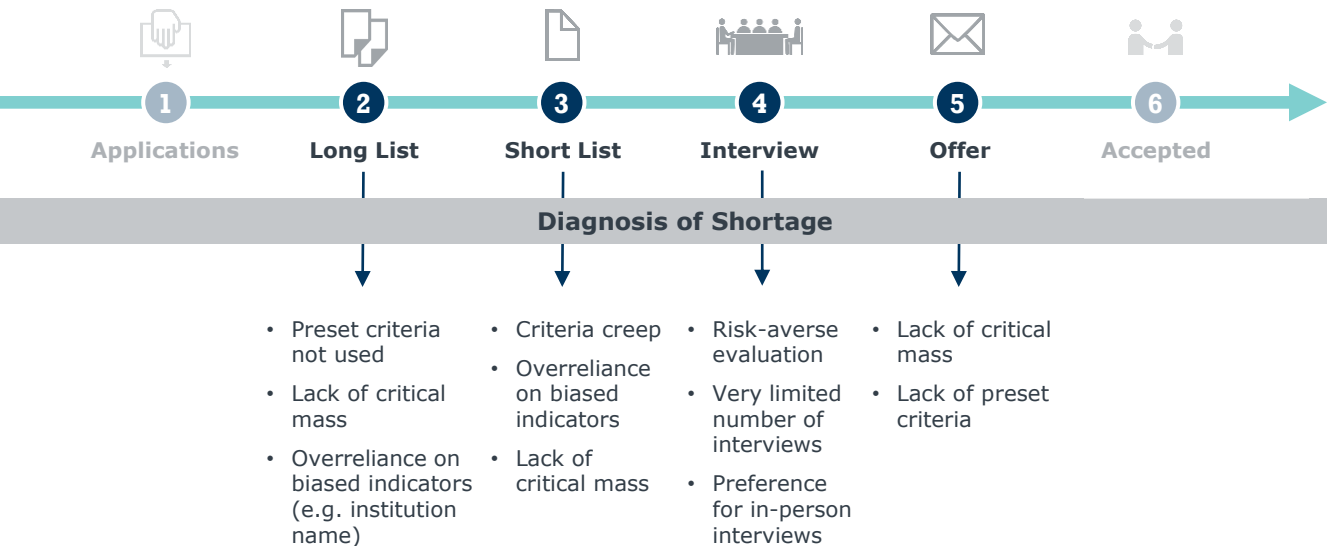 1
2
3
4
5
6
Applications
Long List
Short List
Interview
Offer
Accepted
Diagnosis of Shortage
• Preset criteria
not used
• Lack of critical
mass
• Overreliance on
biased indicators
(e.g. institution
name)
• Criteria creep
• Overreliance
on biased
indicators
• Lack of
critical mass
• Risk-averse
evaluation
• Very limited
number of
interviews
• Preference
for in-person
interviews
• Lack of critical
mass
• Lack of preset
criteria